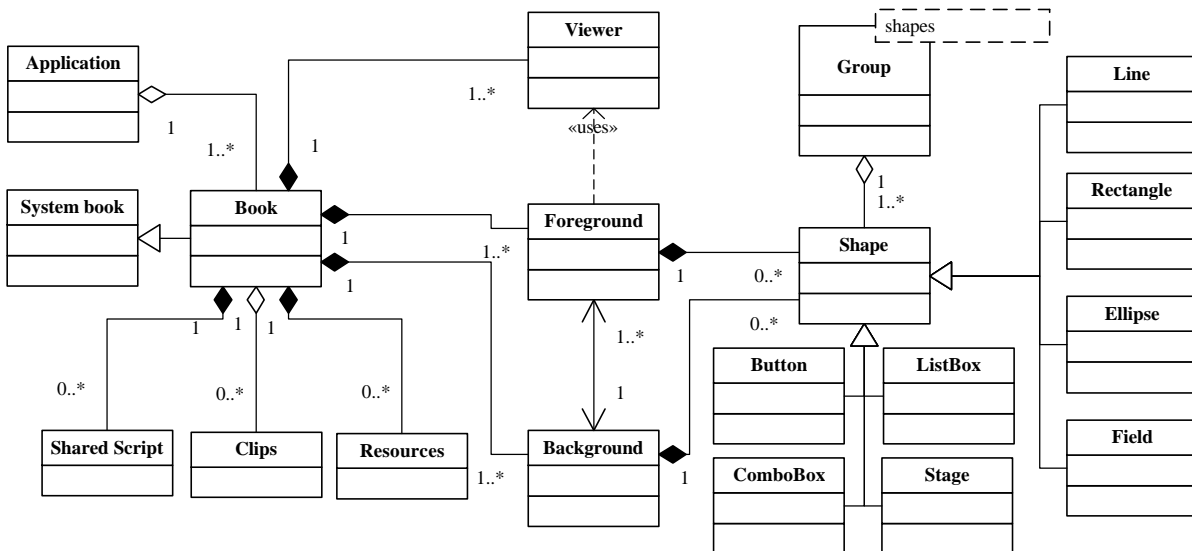 Viewer
shapes
Application
Group
Line
1..*
«uses»
1
1..*
1
1
1..*
System book
Book
Foreground
Rectangle
Shape
1
1..*
1
0..*
1
1
1
1
0..*
1..*
Ellipse
Button
ListBox
0..*
0..*
0..*
1
Shared Script
Clips
Resources
Background
Field
1..*
1
ComboBox
Stage